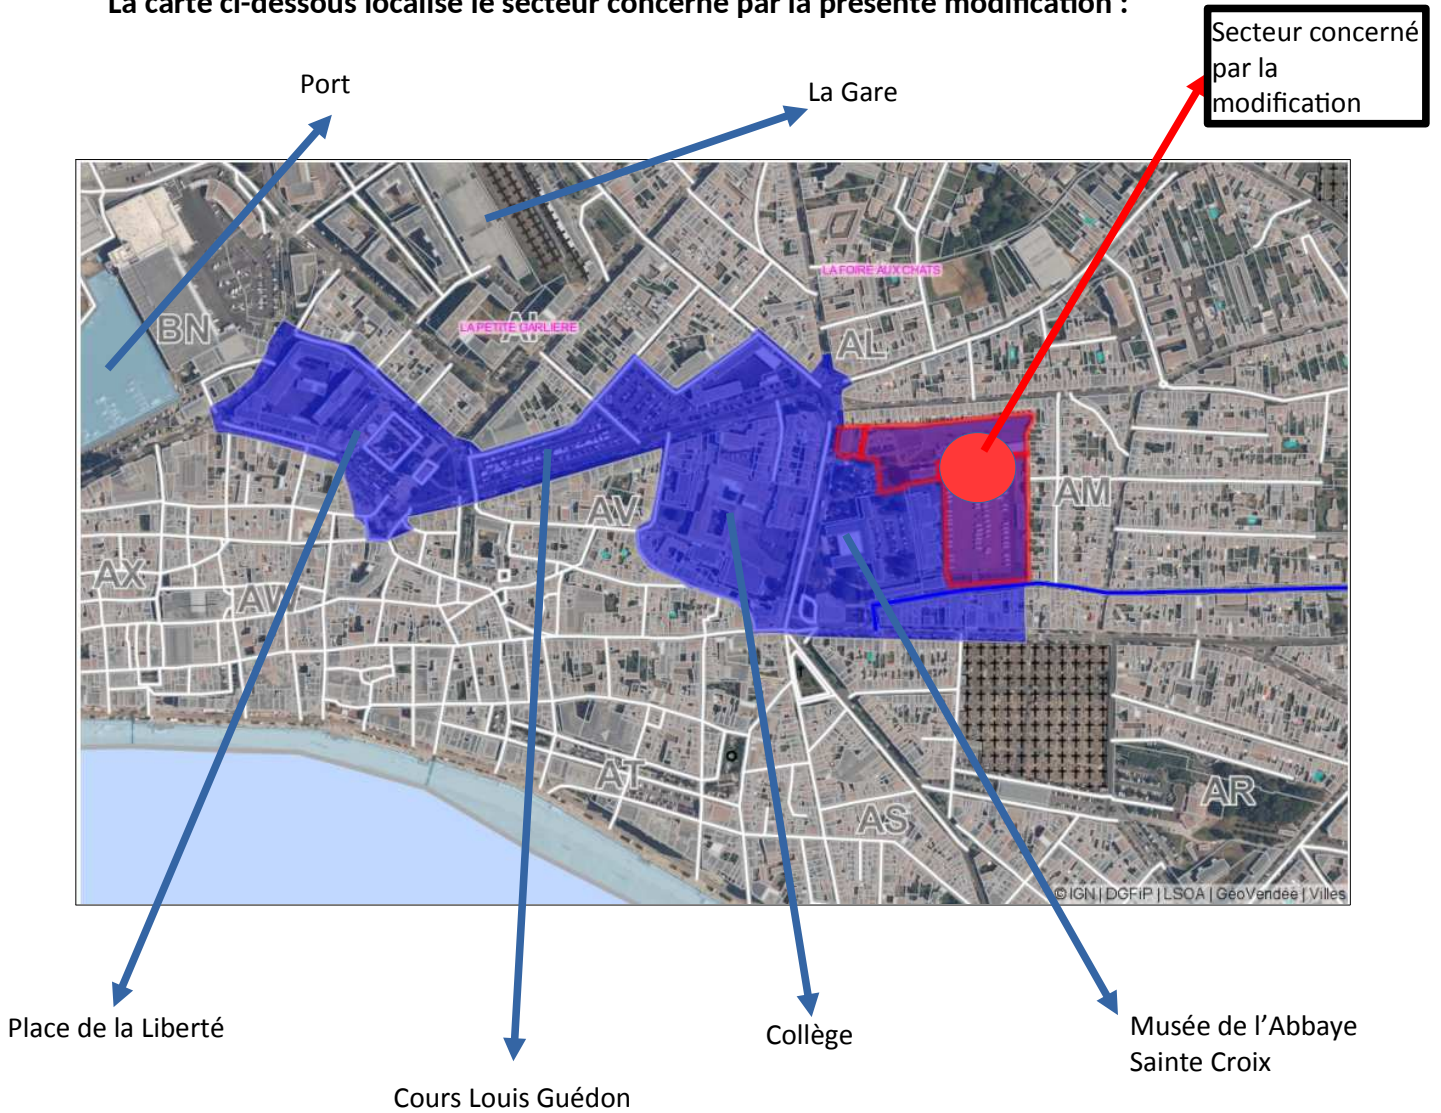 La carte ci-dessous localise le secteur concerné par la présente modification :
Secteur concerné
par la
modification
Port
La Gare
LA FOIRE AUX CHATS
BN
LA PETITE GARLIERE
AI
AL
AM
AV
AX
AW
AT
AS
AR
© IGN | DGFiP | LSOA | GéoVendée | Villes
Place de la Liberté
Collège
Musée de l’Abbaye
Sainte Croix
Cours Louis Guédon